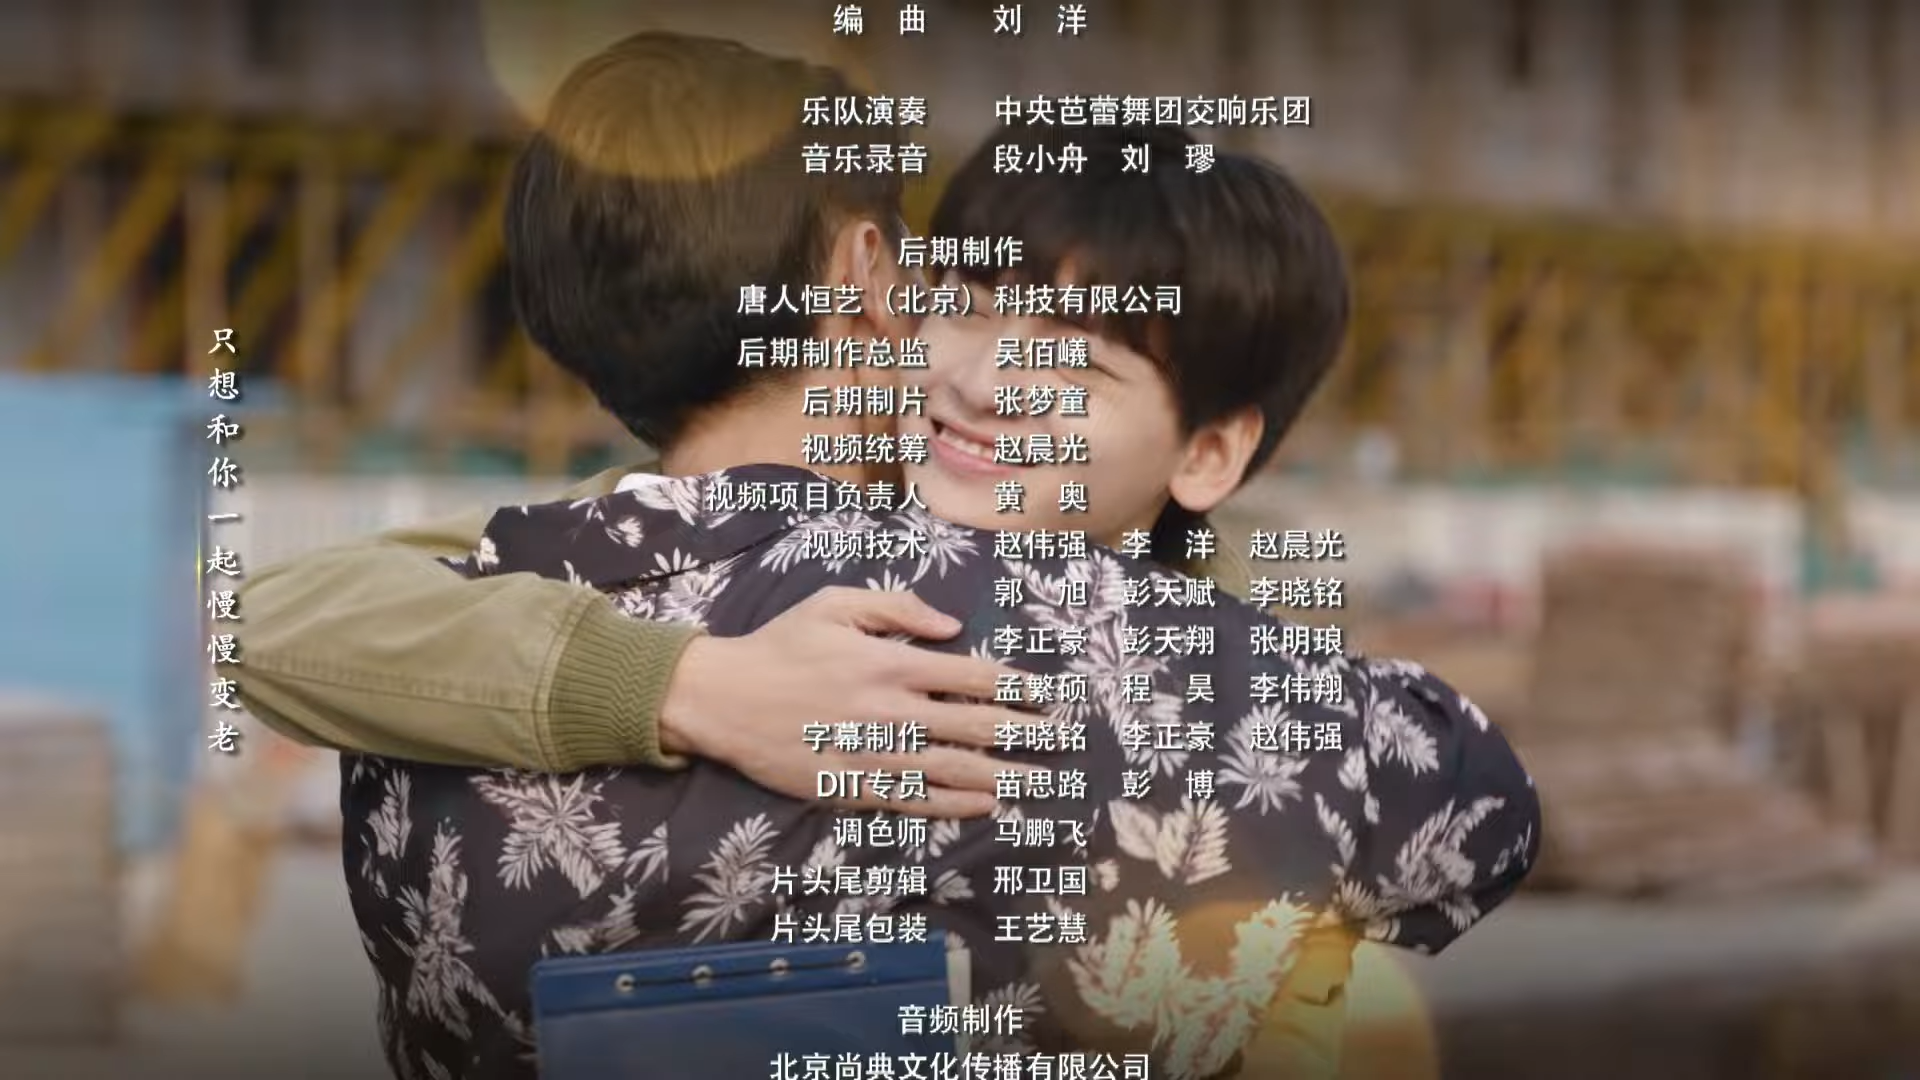 编 曲 刘 洋
乐队演奏 中央芭蕾舞团交响乐团
音乐录音 段小舟 刘 璆
后期制作
唐人恒艺（北京）科技有限公司
后期制作总监 吴佰嶬
后期制片 张梦童
视频统筹 赵晨光
视频项目负责人 黄 奥
视频技术 赵伟强 李 洋 赵晨光
郭 旭 彭天赋 李晓铭
李正豪 彭天翔 张明琅
孟繁硕 程 昊 李伟翔
字幕制作 李晓铭 李正豪 赵伟强
DIT专员 苗思路 彭 博
调色师 马鹏飞
片头尾剪辑 邢卫国
片头尾包装 王艺慧
音频制作
北京尚典文化传播有限公司
只想和你一起慢慢变老